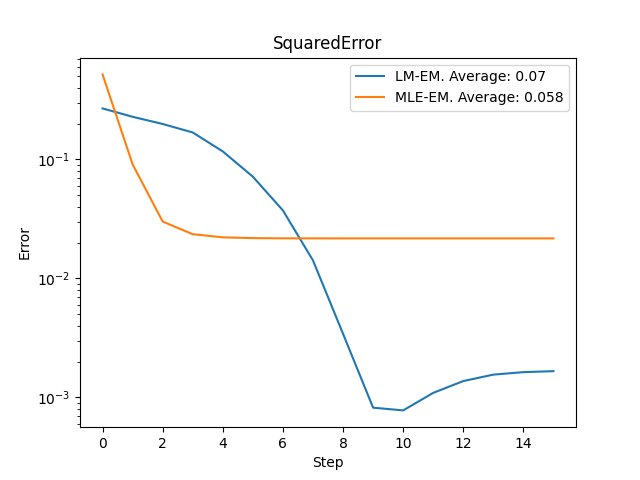 SquaredError
LM-EM. Average: 0.07
MLE-EM. Average: 0.058
10⁻¹
10⁻²
10⁻³
Error
0 2 4 6 8 10 12 14
Step